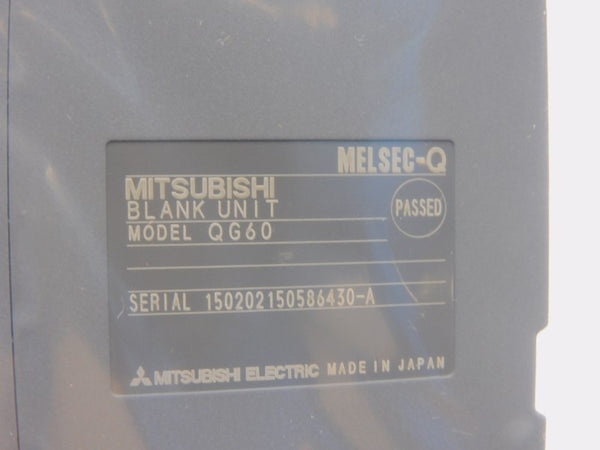 MELSEC-Q
MITSUBISHI
BLANK UNIT
PASSED
MODEL QG60
SERIAL 150202150586430-A
MITSUBISHI ELECTRIC MADE IN JAPAN